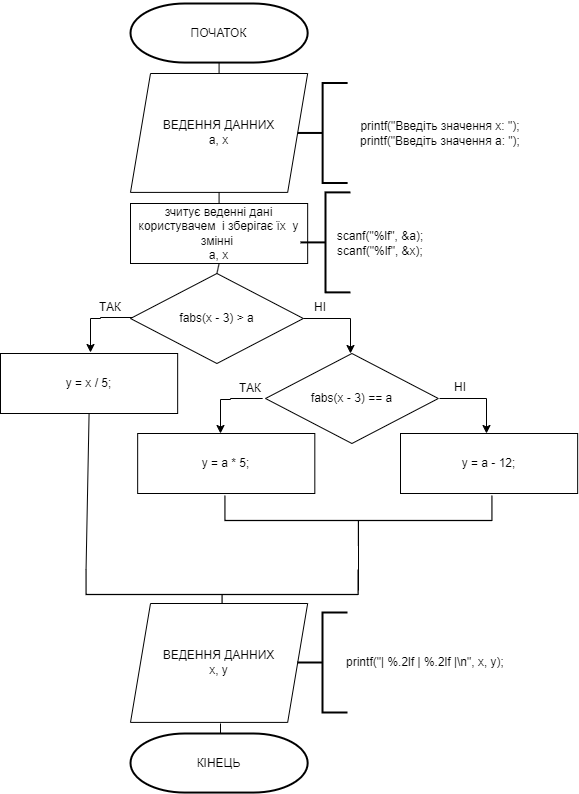 ПОЧАТОК
ВЕДЕННЯ ДАННИХ
a, x
printf("Введіть значення x: ");
printf("Введіть значення a: ");
зчитує веденні дані
користувачем і зберігає їх у
змінні
a, x
scanf("%lf", &a);
scanf("%lf", &x);
ТАК
fabs(x - 3) > a
НІ
y = x / 5;
ТАК
fabs(x - 3) == a
НІ
y = a * 5;
y = a - 12;
ВЕДЕННЯ ДАННИХ
x, y
printf("| %.2lf | %.2lf |\n", x, y);
КІНЕЦЬ